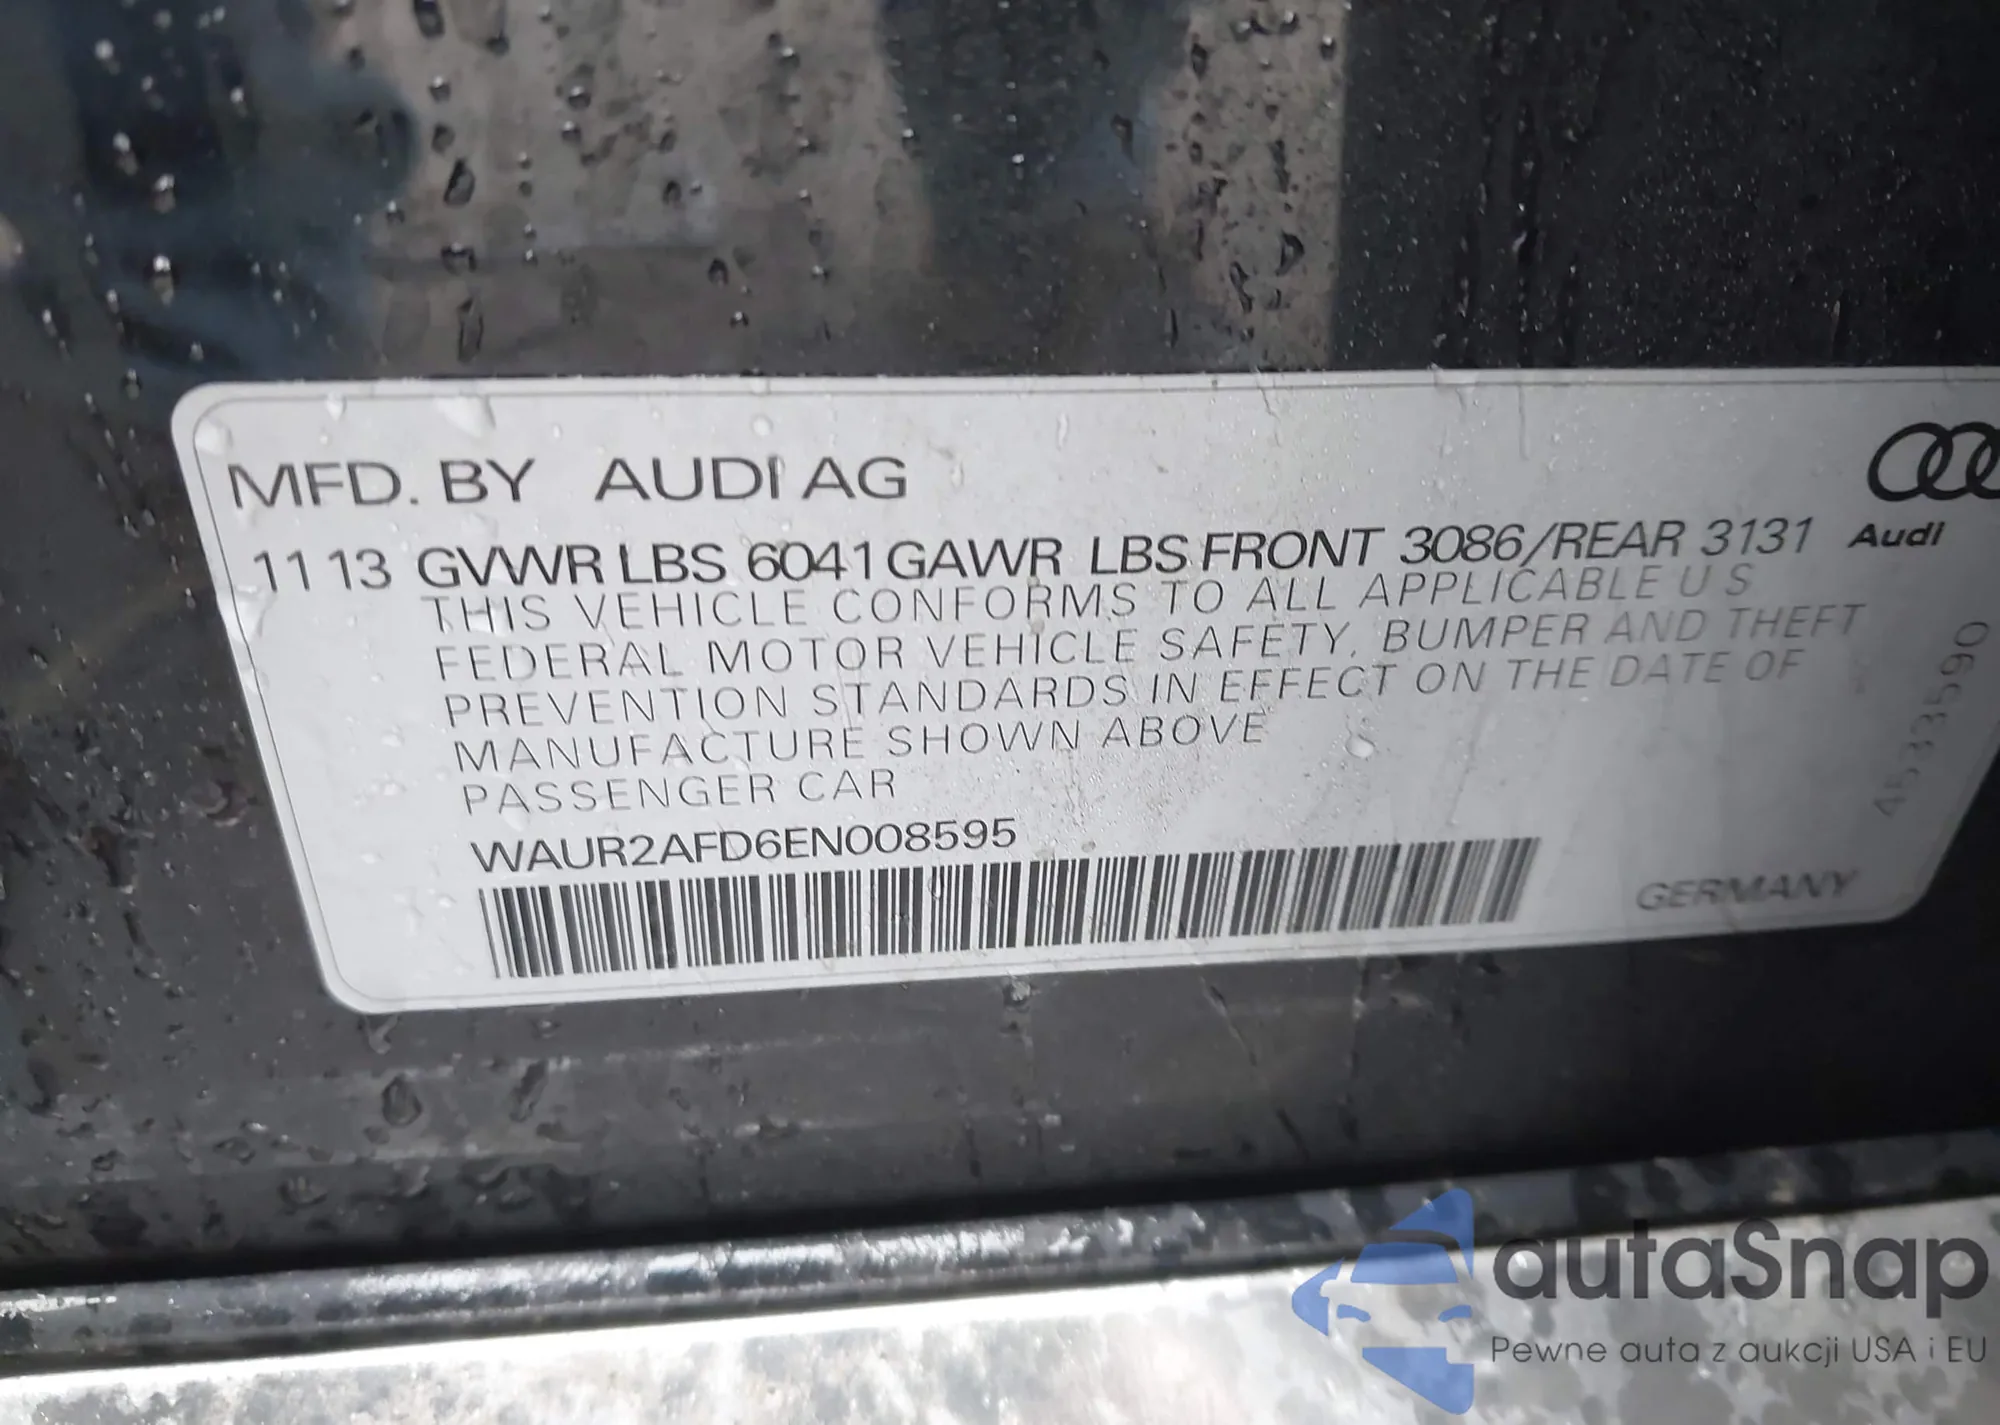 MFD. BY AUDI AG
11 13 GVWR LBS 6041 GAWR LBS FRONT 3086/REAR 3131
Audi
THIS VEHICLE CONFORMS TO ALL APPLICABLE U S
FEDERAL MOTOR VEHICLE SAFETY, BUMPER AND THEFT
PREVENTION STANDARDS IN EFFECT ON THE DATE OF
MANUFACTURE SHOWN ABOVE
PASSENGER CAR
WAUR2AFD6EN008595
GERMANY
4533590
autaSnap
Pewne auta z aukcji USA i EU